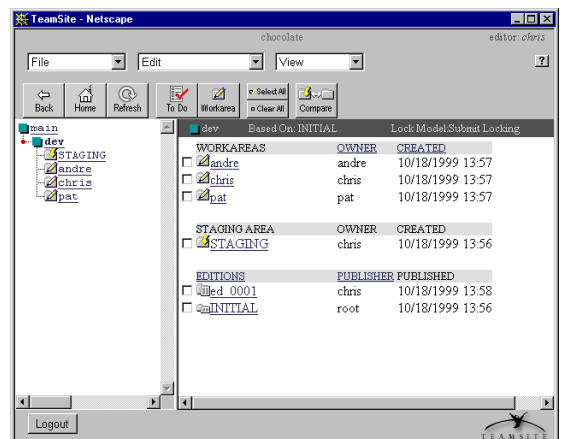 TeamSite - Netscape
chocolate editor: chris
File Edit View ?
Back Home Refresh To Do Workarea Select All Clear All Compare
main
dev
STAGING
andre
chris
pat
dev Based On: INITIAL Lock Model:Submit Locking
WORKAREAS OWNER CREATED
andre andre 10/18/1999 13:57
chris chris 10/18/1999 13:57
pat pat 10/18/1999 13:57
STAGING AREA OWNER CREATED
STAGING chris 10/18/1999 13:56
EDITIONS PUBLISHER PUBLISHED
ed_0001 chris 10/18/1999 13:58
INITIAL root 10/18/1999 13:56
Logout
TEAMSITE